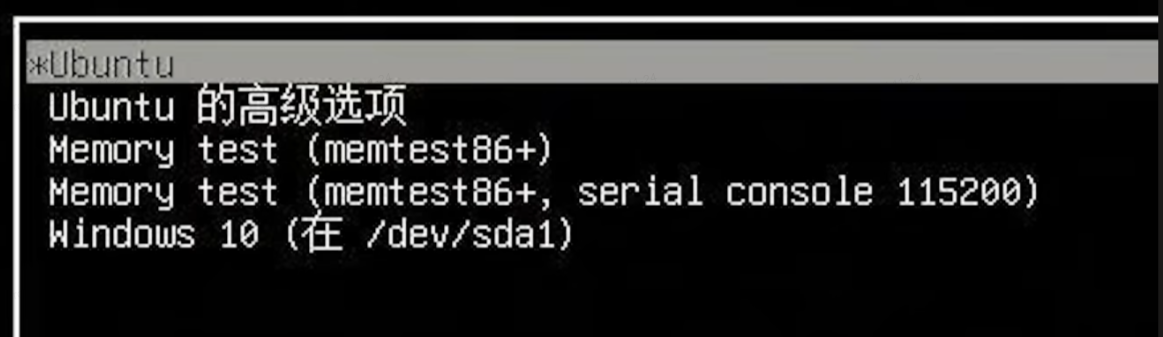 *Ubuntu
Ubuntu 的高级选项
Memory test (memtest86+)
Memory test (memtest86+, serial console 115200)
Windows 10 (在 /dev/sda1)